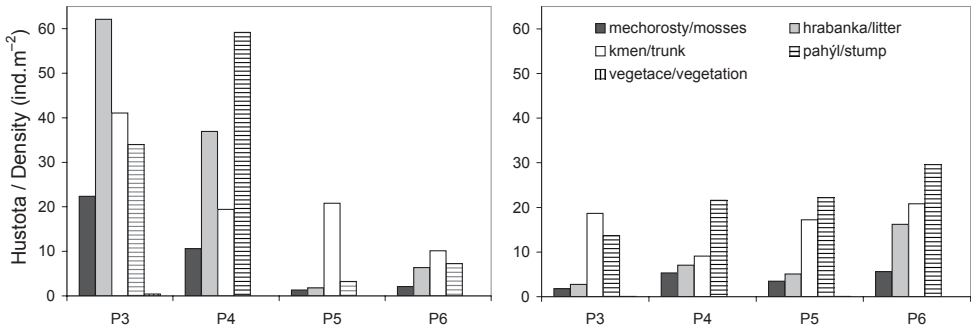 Hustota / Density (ind.m⁻²)
60
50
40
30
20
10
0
P3 P4 P5 P6
mechorosty/mosses hrabanka/litter
kmen/trunk pahýl/stump
vegetace/vegetation
60
50
40
30
20
10
0
P3 P4 P5 P6